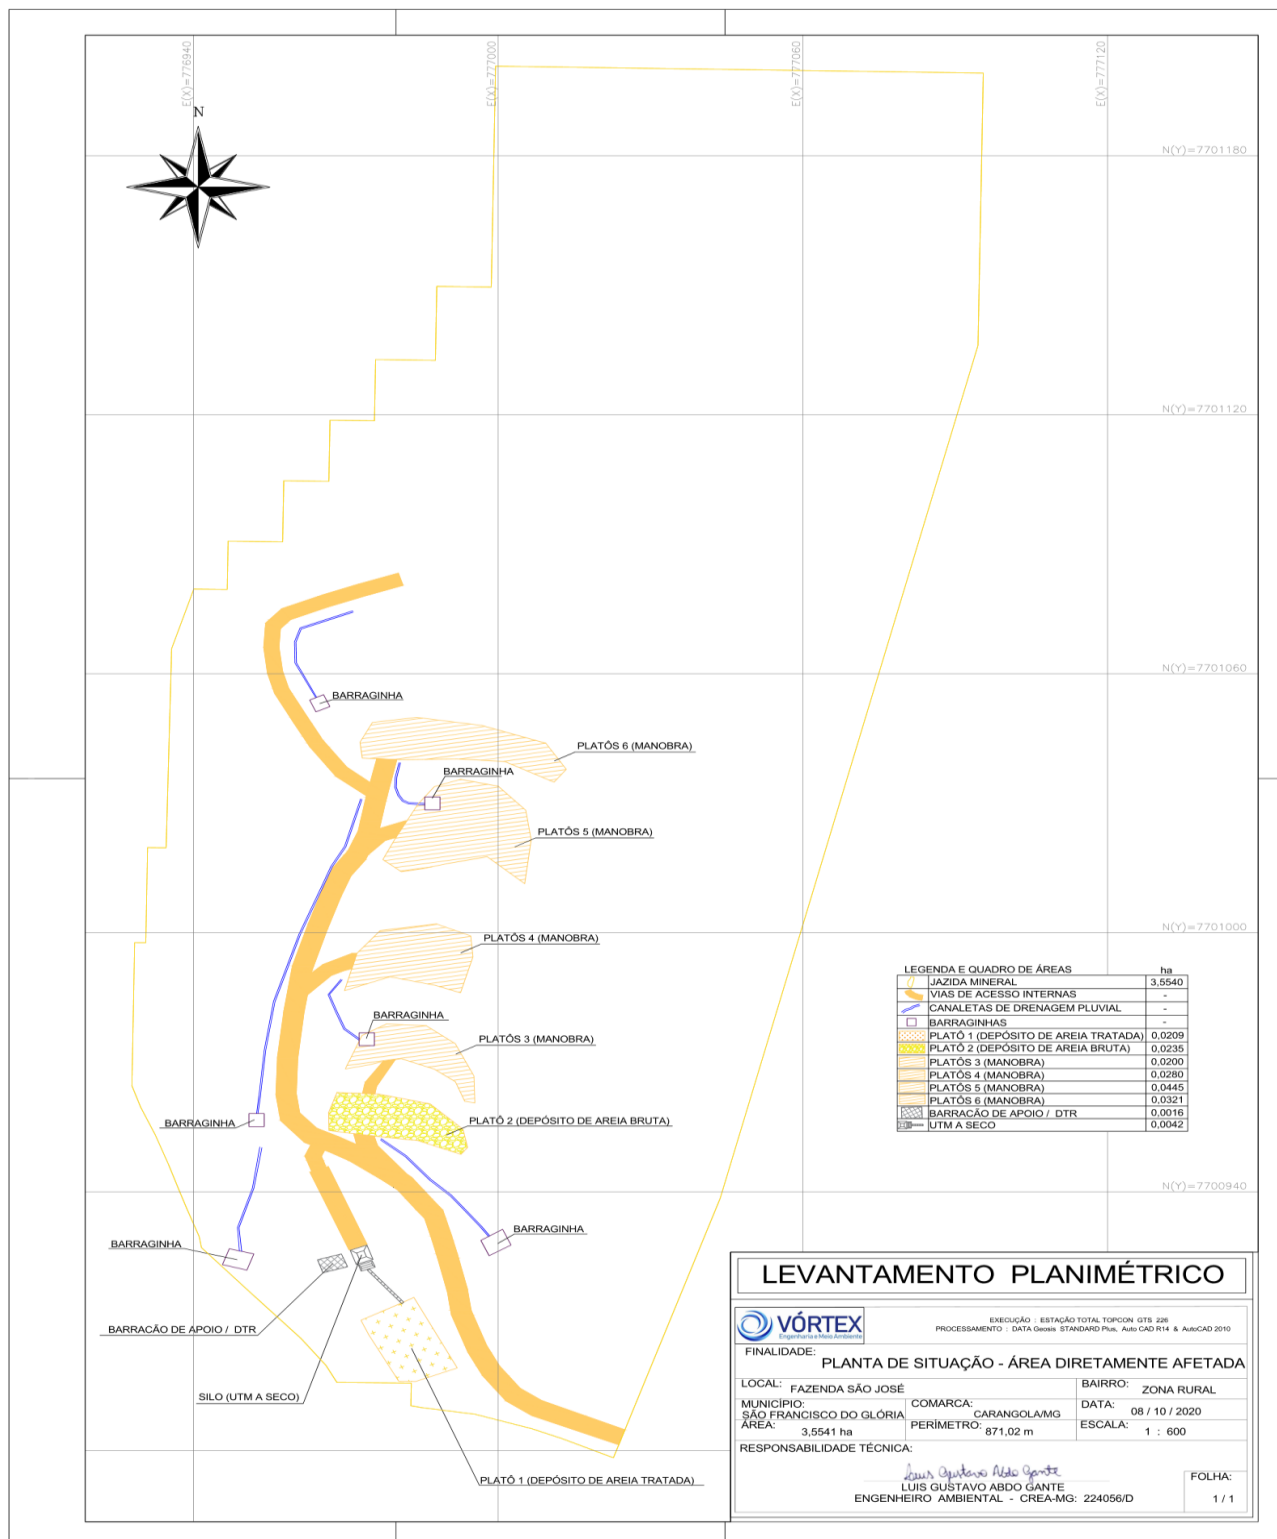 E(X)=776940
E(X)=777000
E(X)=777060
E(X)=777120
N
N(Y)=7701180
N(Y)=7701120
N(Y)=7701060
BARRAGINHA
PLATÔS 6 (MANOBRA)
BARRAGINHA
PLATÔS 5 (MANOBRA)
N(Y)=7701000
PLATÔS 4 (MANOBRA)
BARRAGINHA
PLATÔS 3 (MANOBRA)
BARRAGINHA
PLATÔ 2 (DEPÓSITO DE AREIA BRUTA)
LEGENDA E QUADRO DE ÁREAS ha
JAZIDA MINERAL 3,5540
VIAS DE ACESSO INTERNAS -
CANALETAS DE DRENAGEM PLUVIAL -
BARRAGINHAS -
PLATÔ 1 (DEPÓSITO DE AREIA TRATADA) 0,0209
PLATÔ 2 (DEPÓSITO DE AREIA BRUTA) 0,0235
PLATÔS 3 (MANOBRA) 0,0200
PLATÔS 4 (MANOBRA) 0,0280
PLATÔS 5 (MANOBRA) 0,0445
PLATÔS 6 (MANOBRA) 0,0321
BARRACÃO DE APOIO / DTR 0,0016
UTM A SECO 0,0042
N(Y)=7700940
BARRAGINHA
BARRAGINHA
BARRACÃO DE APOIO / DTR
SILO (UTM A SECO)
PLATÔ 1 (DEPÓSITO DE AREIA TRATADA)
LEVANTAMENTO PLANIMÉTRICO
VÓRTEX
Engenharia e Meio Ambiente
EXECUÇÃO : ESTAÇÃO TOTAL TOPCON GTS 226
PROCESSAMENTO : DATA Geosis STANDARD Plus, Auto CAD R14 & AutoCAD 2010
FINALIDADE:
PLANTA DE SITUAÇÃO - ÁREA DIRETAMENTE AFETADA
LOCAL: FAZENDA SÃO JOSÉ
BAIRRO: ZONA RURAL
MUNICÍPIO: SÃO FRANCISCO DO GLÓRIA
COMARCA: CARANGOLA/MG
DATA: 08 / 10 / 2020
ÁREA: 3,5541 ha
PERÍMETRO: 871,02 m
ESCALA: 1 : 600
RESPONSABILIDADE TÉCNICA:
Luis Gustavo Abdo Gante
LUIS GUSTAVO ABDO GANTE
ENGENHEIRO AMBIENTAL - CREA-MG: 224056/D
FOLHA:
1 / 1